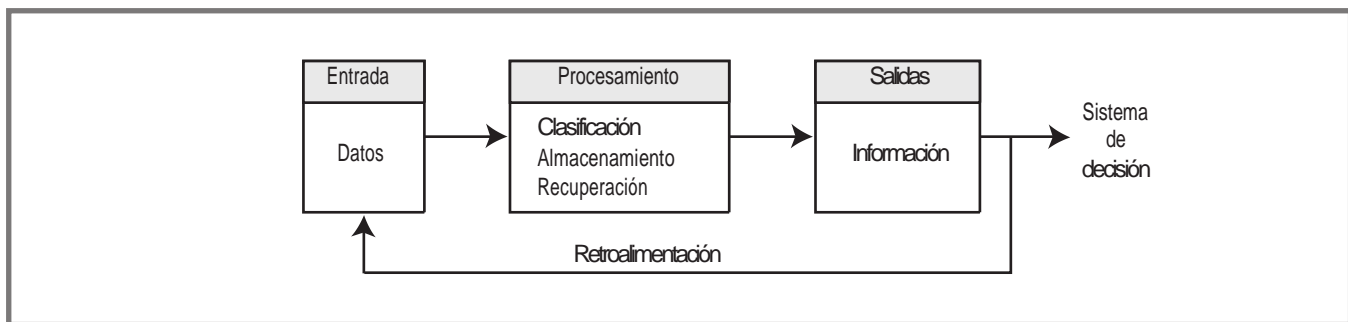 Entrada
Datos
Procesamiento
Clasificación
Almacenamiento
Recuperación
Salidas
Información
Sistema
de
decisión
Retroalimentación